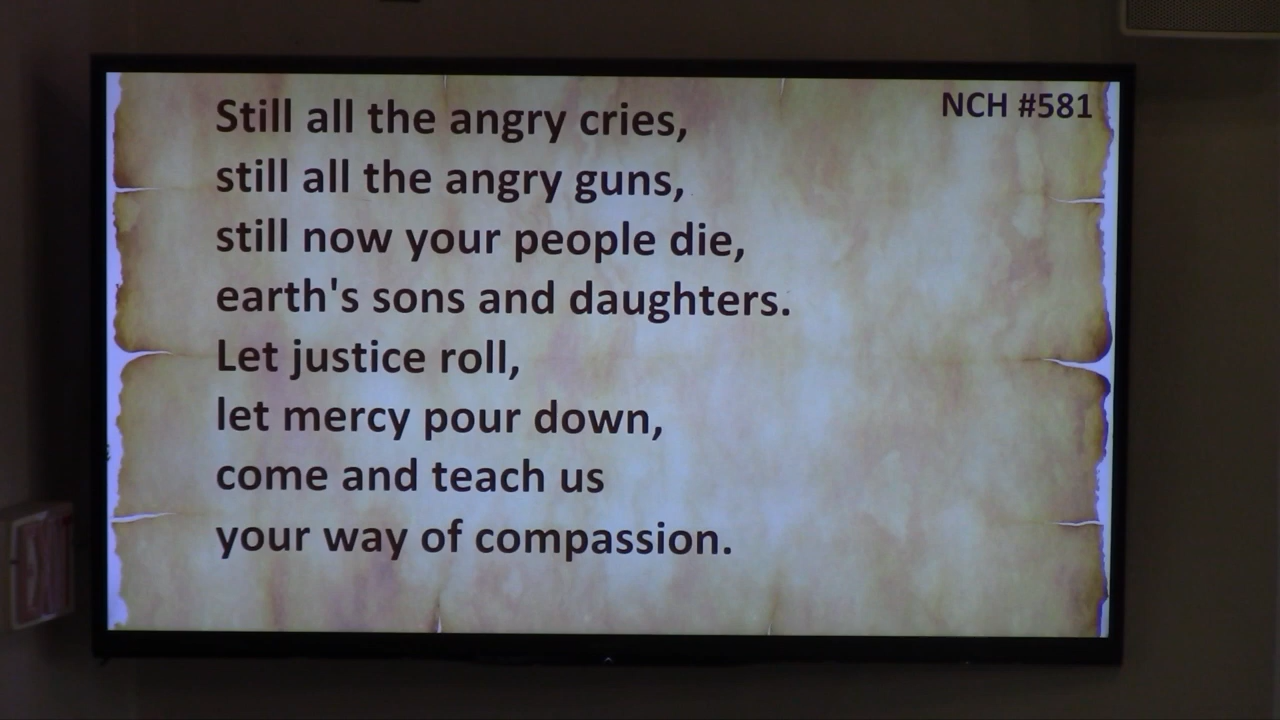 NCH #581
Still all the angry cries,
still all the angry guns,
still now your people die,
earth's sons and daughters.
Let justice roll,
let mercy pour down,
come and teach us
your way of compassion.